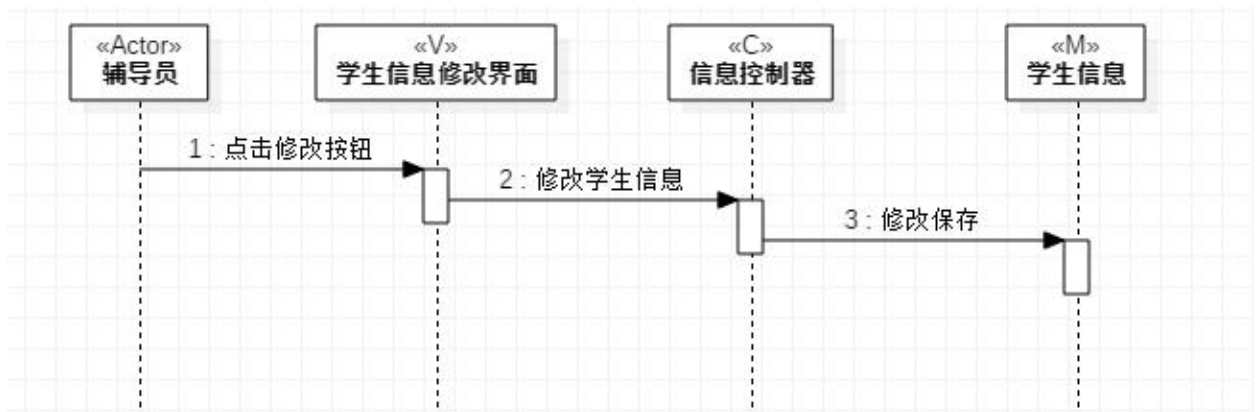 «Actor»
辅导员
«V»
学生信息修改界面
«C»
信息控制器
«M»
学生信息
1 : 点击修改按钮
2 : 修改学生信息
3 : 修改保存